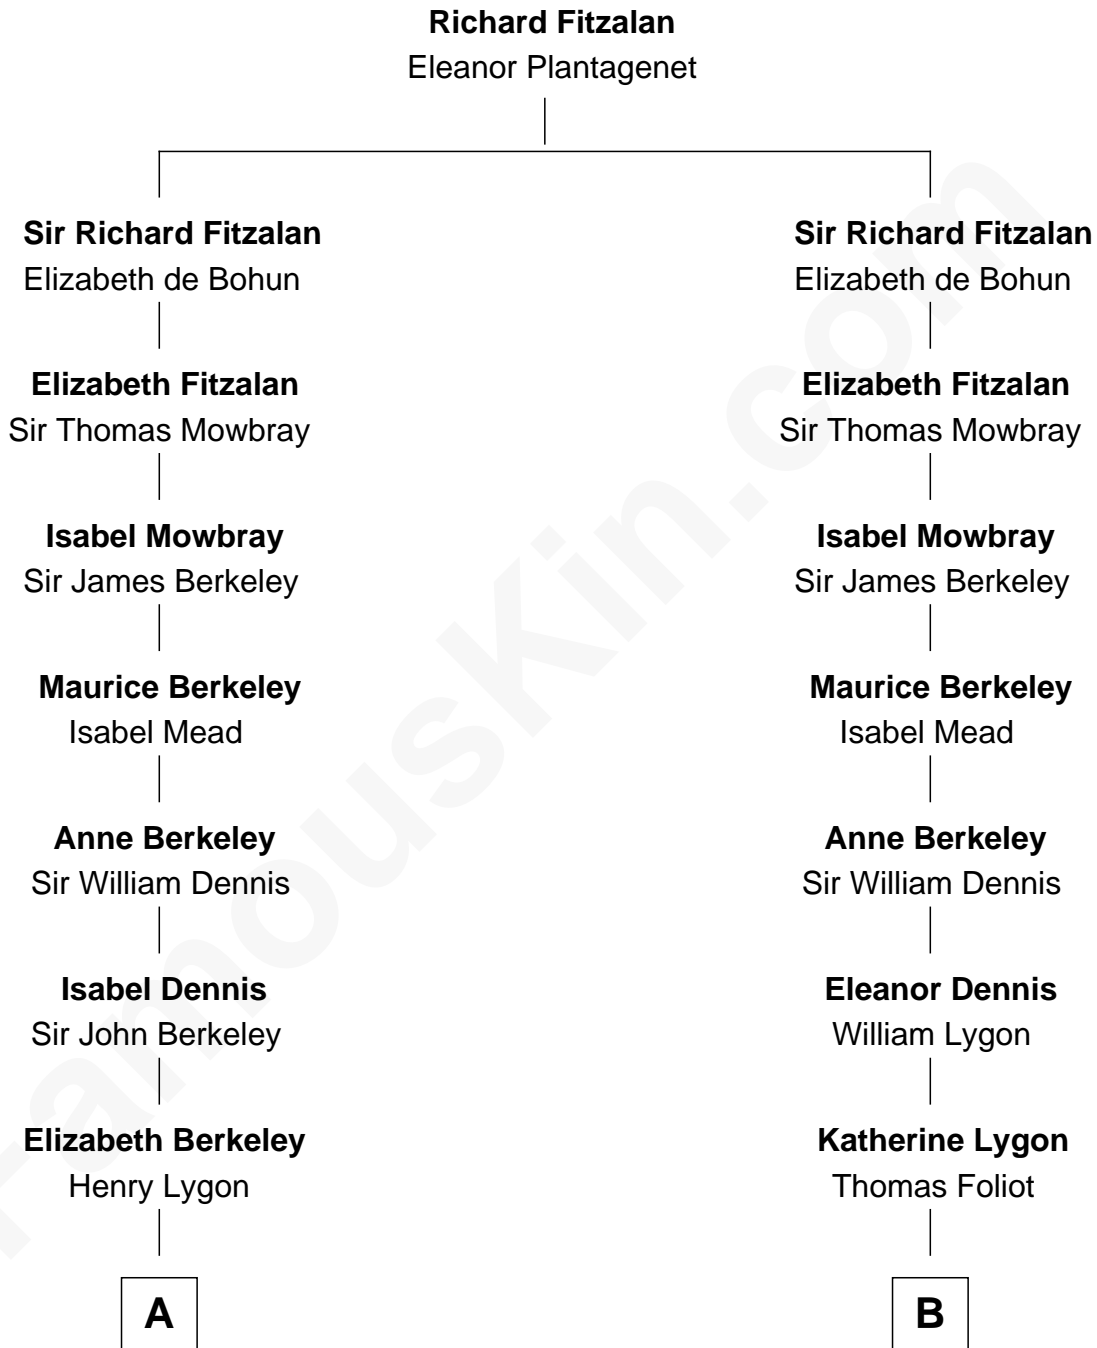 Richard Fitzalan
Eleanor Plantagenet
Sir Richard Fitzalan
Elizabeth de Bohun
Elizabeth Fitzalan
Sir Thomas Mowbray
Isabel Mowbray
Sir James Berkeley
Maurice Berkeley
Isabel Mead
Anne Berkeley
Sir William Dennis
Isabel Dennis
Sir John Berkeley
Elizabeth Berkeley
Henry Lygon
A
Sir Richard Fitzalan
Elizabeth de Bohun
Elizabeth Fitzalan
Sir Thomas Mowbray
Isabel Mowbray
Sir James Berkeley
Maurice Berkeley
Isabel Mead
Anne Berkeley
Sir William Dennis
Eleanor Dennis
William Lygon
Katherine Lygon
Thomas Foliot
B
FamousKin.com